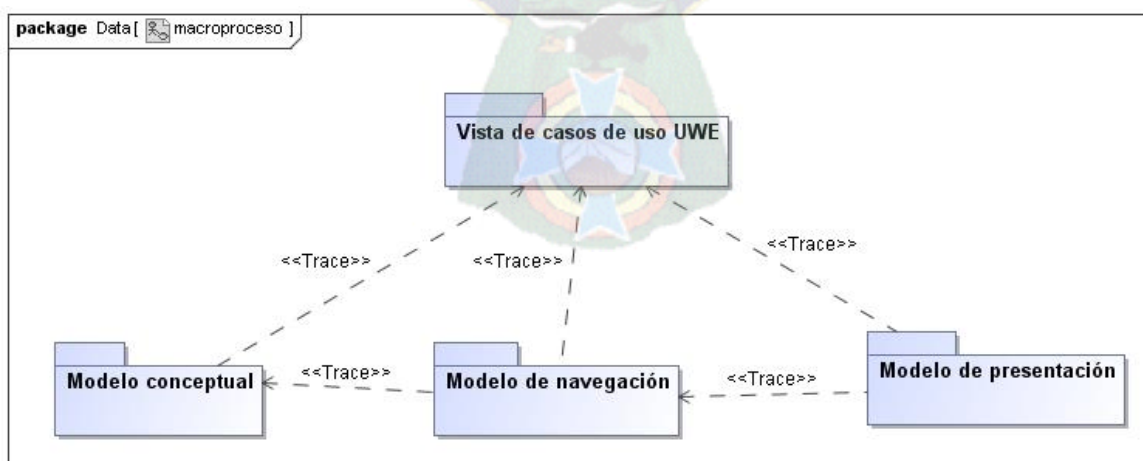 package Data[ macroproceso ]
Vista de casos de uso UWE
<<Trace>>
<<Trace>>
<<Trace>>
Modelo conceptual
<<Trace>>
Modelo de navegación
<<Trace>>
Modelo de presentación